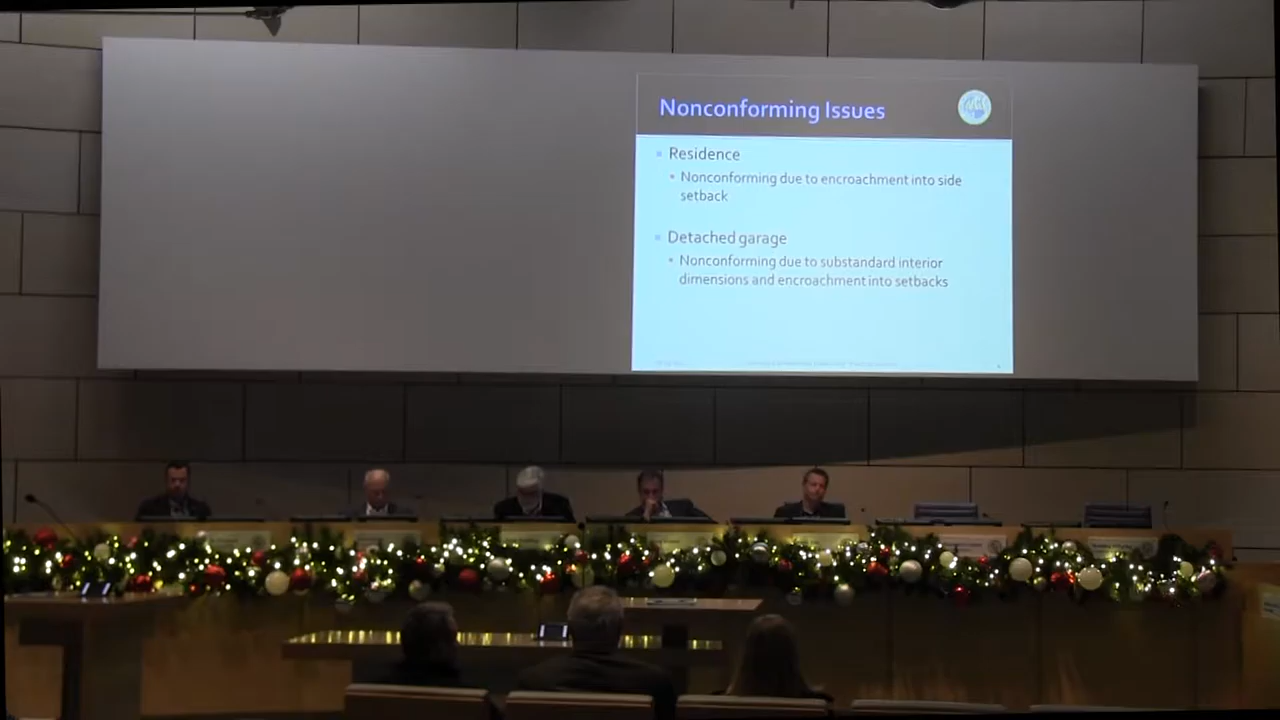 Nonconforming Issues
Residence
Nonconforming due to encroachment into side
setback
Detached garage
Nonconforming due to substandard interior
dimensions and encroachment into setbacks